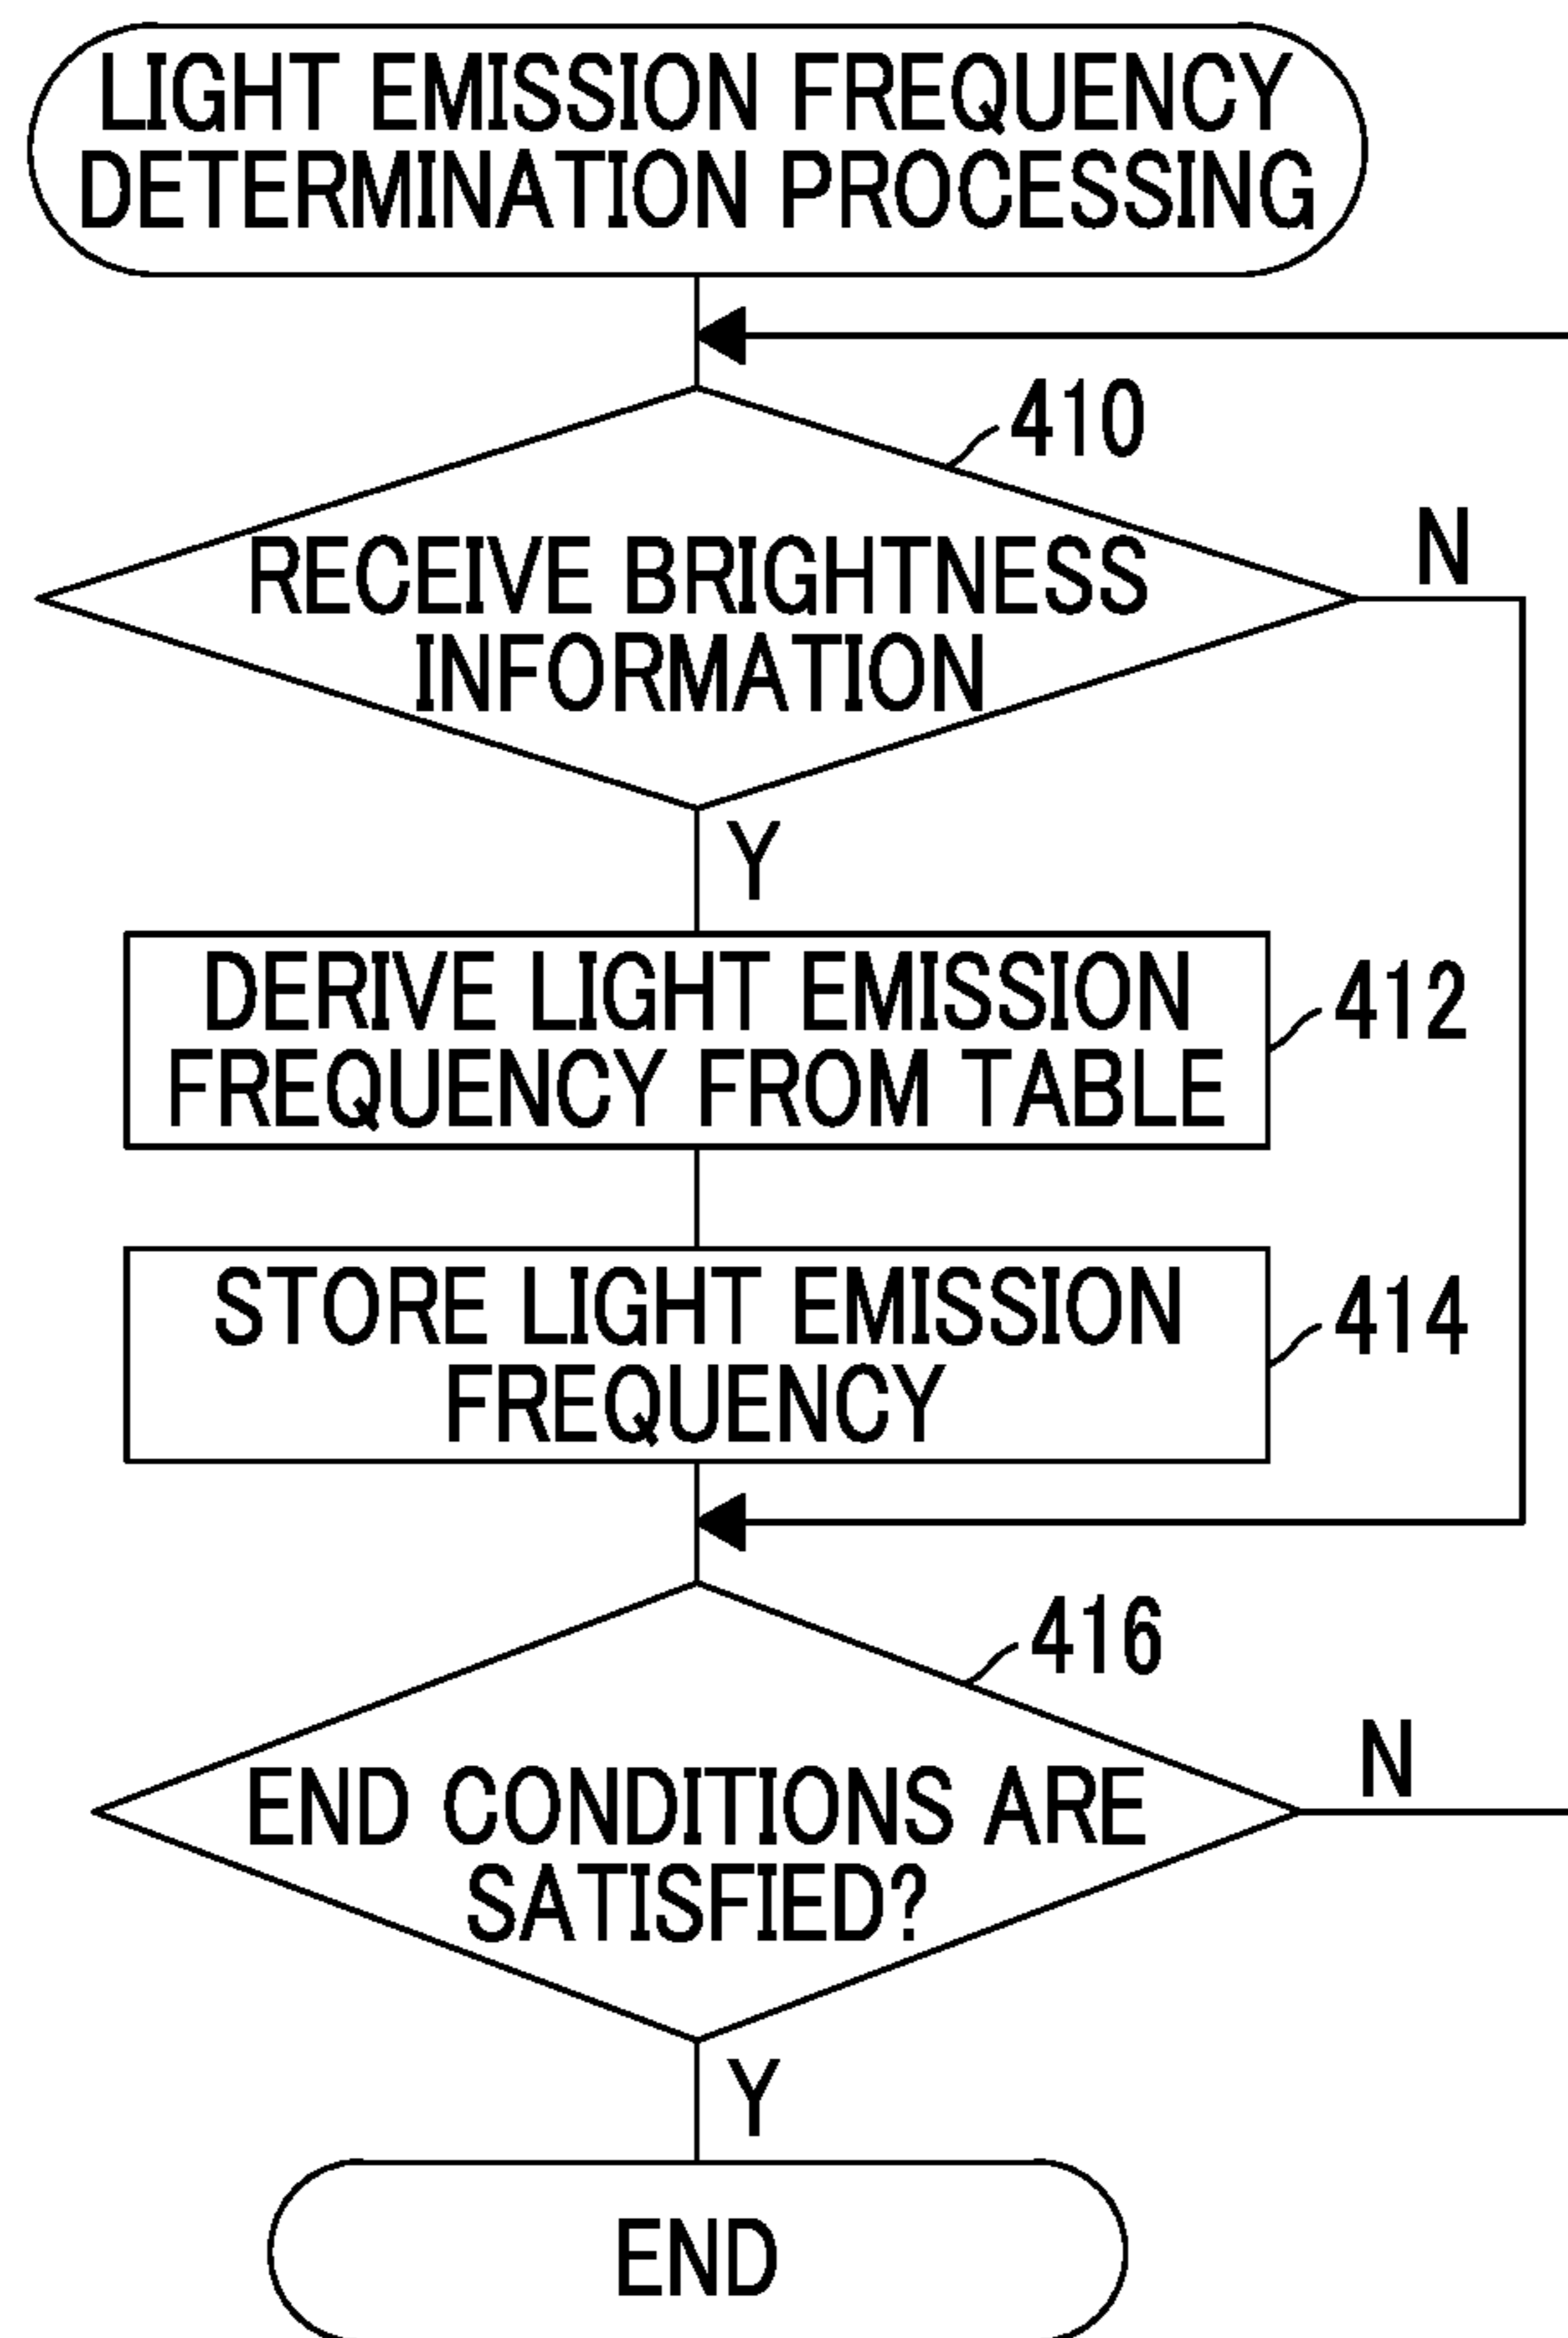 LIGHT EMISSION FREQUENCY
DETERMINATION PROCESSING
410
RECEIVE BRIGHTNESS
INFORMATION
N
Y
DERIVE LIGHT EMISSION
FREQUENCY FROM TABLE
412
STORE LIGHT EMISSION
FREQUENCY
414
416
END CONDITIONS ARE
SATISFIED?
N
Y
END